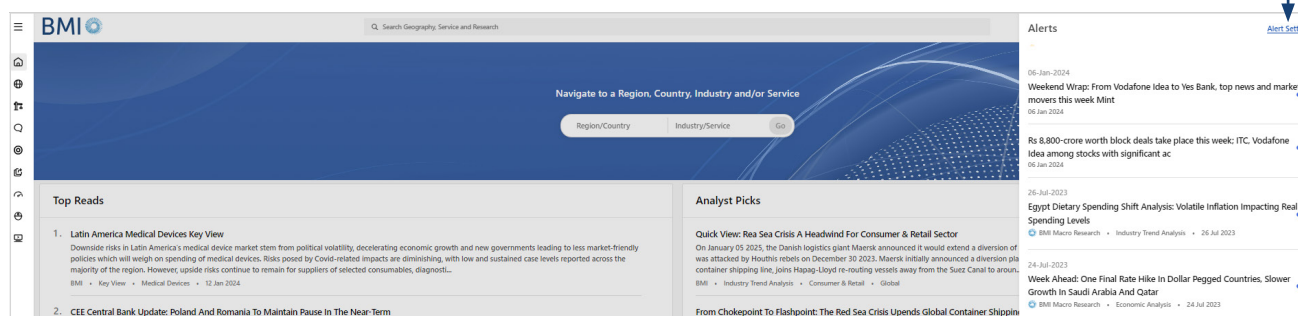 BMI
Search Geography, Service and Research
Alerts
Alert Sett
Navigate to a Region, Country, Industry and/or Service
Region/Country
Industry/Service
Go
06-Jan-2024
Weekend Wrap: From Vodafone Idea to Yes Bank, top news and marke
movers this week Mint
06 Jan 2024
Rs 8,800-crore worth block deals take place this week; ITC, Vodafone
Idea among stocks with significant ac
06 Jan 2024
26-Jul-2023
Egypt Dietary Spending Shift Analysis: Volatile Inflation Impacting Real
Spending Levels
BMI Macro Research • Industry Trend Analysis • 26 Jul 2023
24-Jul-2023
Week Ahead: One Final Rate Hike In Dollar Pegged Countries, Slower
Growth In Saudi Arabia And Qatar
BMI Macro Research • Economic Analysis • 24 Jul 2023
Top Reads
1. Latin America Medical Devices Key View
Downside risks in Latin America's medical device market stem from political volatility, decelerating economic growth and new governments leading to less market-friendly
policies which will weigh on spending of medical devices. Risks posed by Covid-related impacts are diminishing, with low and sustained case levels reported across the
majority of the region. However, upside risks continue to remain for suppliers of selected consumables, diagnosti...
BMI • Key View • Medical Devices • 12 Jan 2024
2. CEE Central Bank Update: Poland And Romania To Maintain Pause In The Near-Term
Analyst Picks
Quick View: Rea Sea Crisis A Headwind For Consumer & Retail Sector
On January 05 2025, the Danish logistics giant Maersk announced it would extend a diversion of
was attacked by Houthis rebels on December 30 2023. Maersk initially announced a diversion pla
container shipping line, joins Hapag-Lloyd re-routing vessels away from the Suez Canal to aroun..
BMI • Industry Trend Analysis • Consumer & Retail • Global
From Chokepoint To Flashpoint: The Red Sea Crisis Upends Global Container Shippin